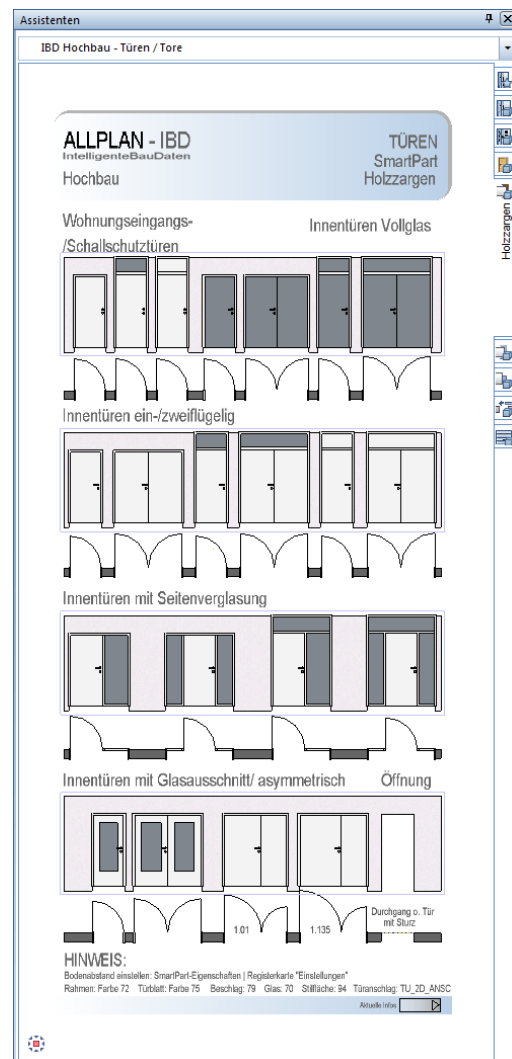 Assistenten
IBD Hochbau - Türen / Tore
ALLPLAN - IBD
IntelligenteBauDaten
Hochbau
TÜREN
SmartPart
Holzzargen
Holzzargen
Wohnungseingangs-
/Schallschutztüren
Innentüren Vollglas
Innentüren ein-/zweiflügelig
Innentüren mit Seitenverglasung
Innentüren mit Glasausschnitt/ asymmetrisch
Öffnung
1.01
1.135
Durchgang o. Tür
mit Sturz
HINWEIS:
Bodenabstand einstellen: SmartPart-Eigenschaften | Registerkarte "Einstellungen"
Rahmen: Farbe 72 Türblatt: Farbe 75 Beschlag: 79 Glas: 70 Stilfläche: 94 Türanschlag: TU_2D_ANSC
Aktuelle Infos